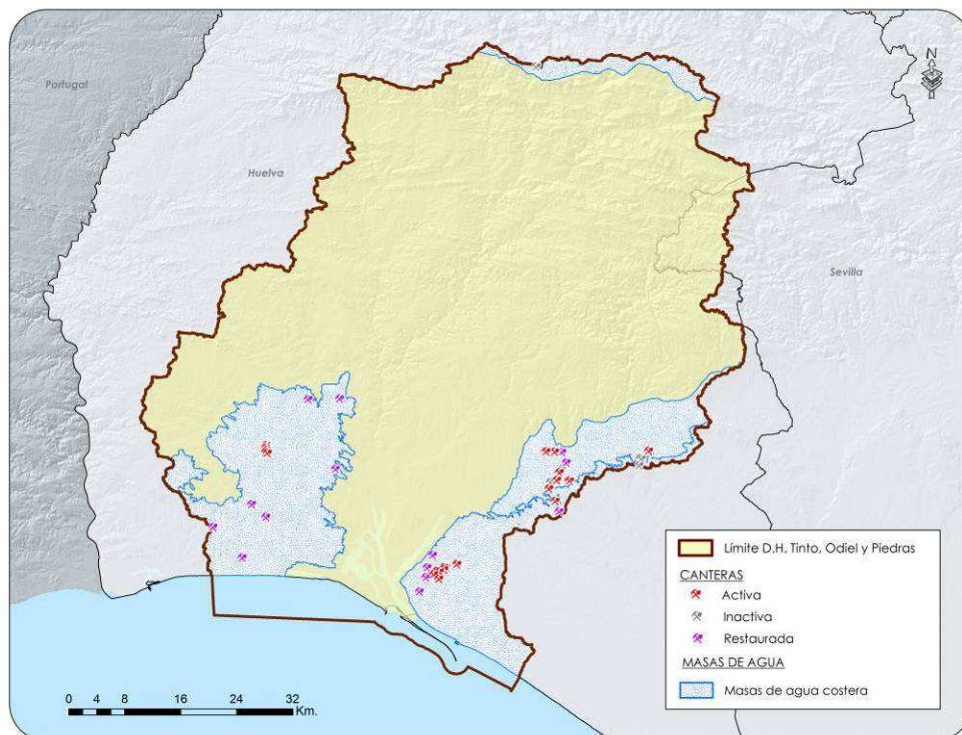 N
Portugal
Huelva
Sevilla
Límite D.H. Tinto, Odiel y Piedras
CANTERAS
Activa
Inactiva
Restaurada
MASAS DE AGUA
Masas de agua costera
0 4 8 16 24 32
Km.